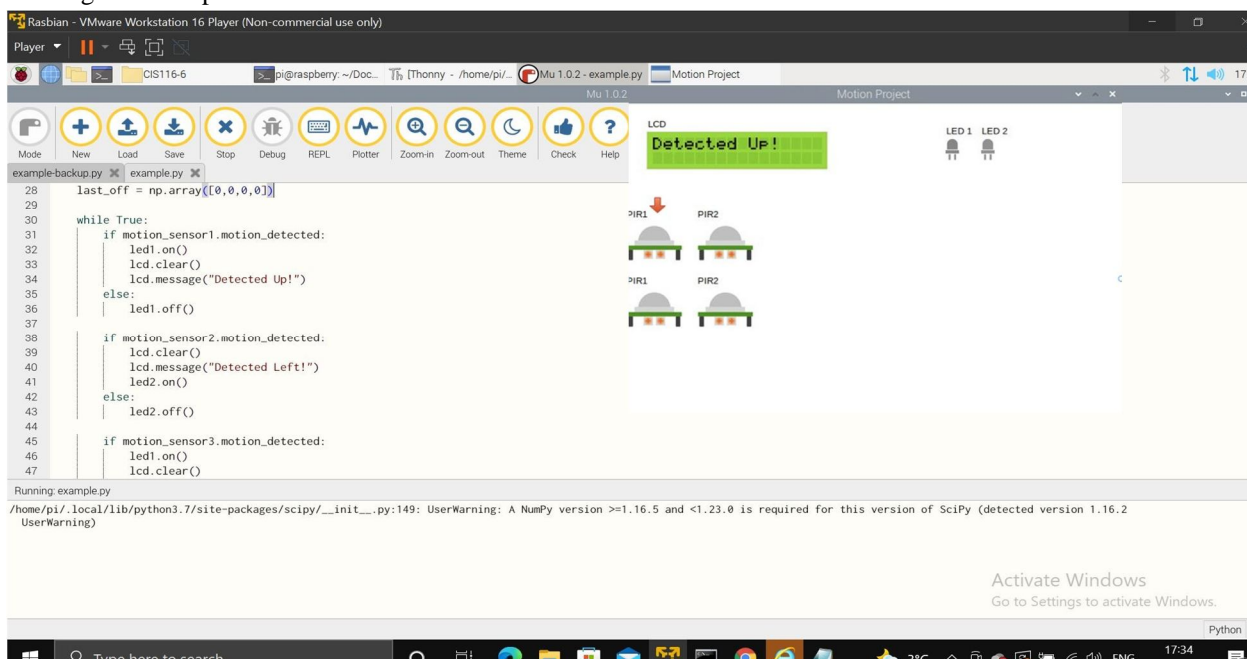 Rasbian - VMware Workstation 16 Player (Non-commercial use only)
Player
CIS116-6
pi@raspberry: ~/Doc...
[Thonny - /home/pi/...
Mu 1.0.2 - example.py
Motion Project
17
Mu 1.0.2
Motion Project
Mode
New
Load
Save
Stop
Debug
REPL
Plotter
Zoom-in
Zoom-out
Theme
Check
Help
example-backup.py
example.py
LCD
Detected Up!
LED 1 LED 2
PIR1
PIR2
PIR1
PIR2
28 last_off = np.array([0,0,0,0])
29
30 while True:
31 if motion_sensor1.motion_detected:
32 led1.on()
33 lcd.clear()
34 lcd.message("Detected Up!")
35 else:
36 led1.off()
37
38 if motion_sensor2.motion_detected:
39 lcd.clear()
40 lcd.message("Detected Left!")
41 led2.on()
42 else:
43 led2.off()
44
45 if motion_sensor3.motion_detected:
46 led1.on()
47 lcd.clear()
Running: example.py
/home/pi/.local/lib/python3.7/site-packages/scipy/__init__.py:149: UserWarning: A NumPy version >=1.16.5 and <1.23.0 is required for this version of SciPy (detected version 1.16.2
UserWarning)
Activate Windows
Go to Settings to activate Windows.
Python
Type here to search
2°C
ENG
17:34